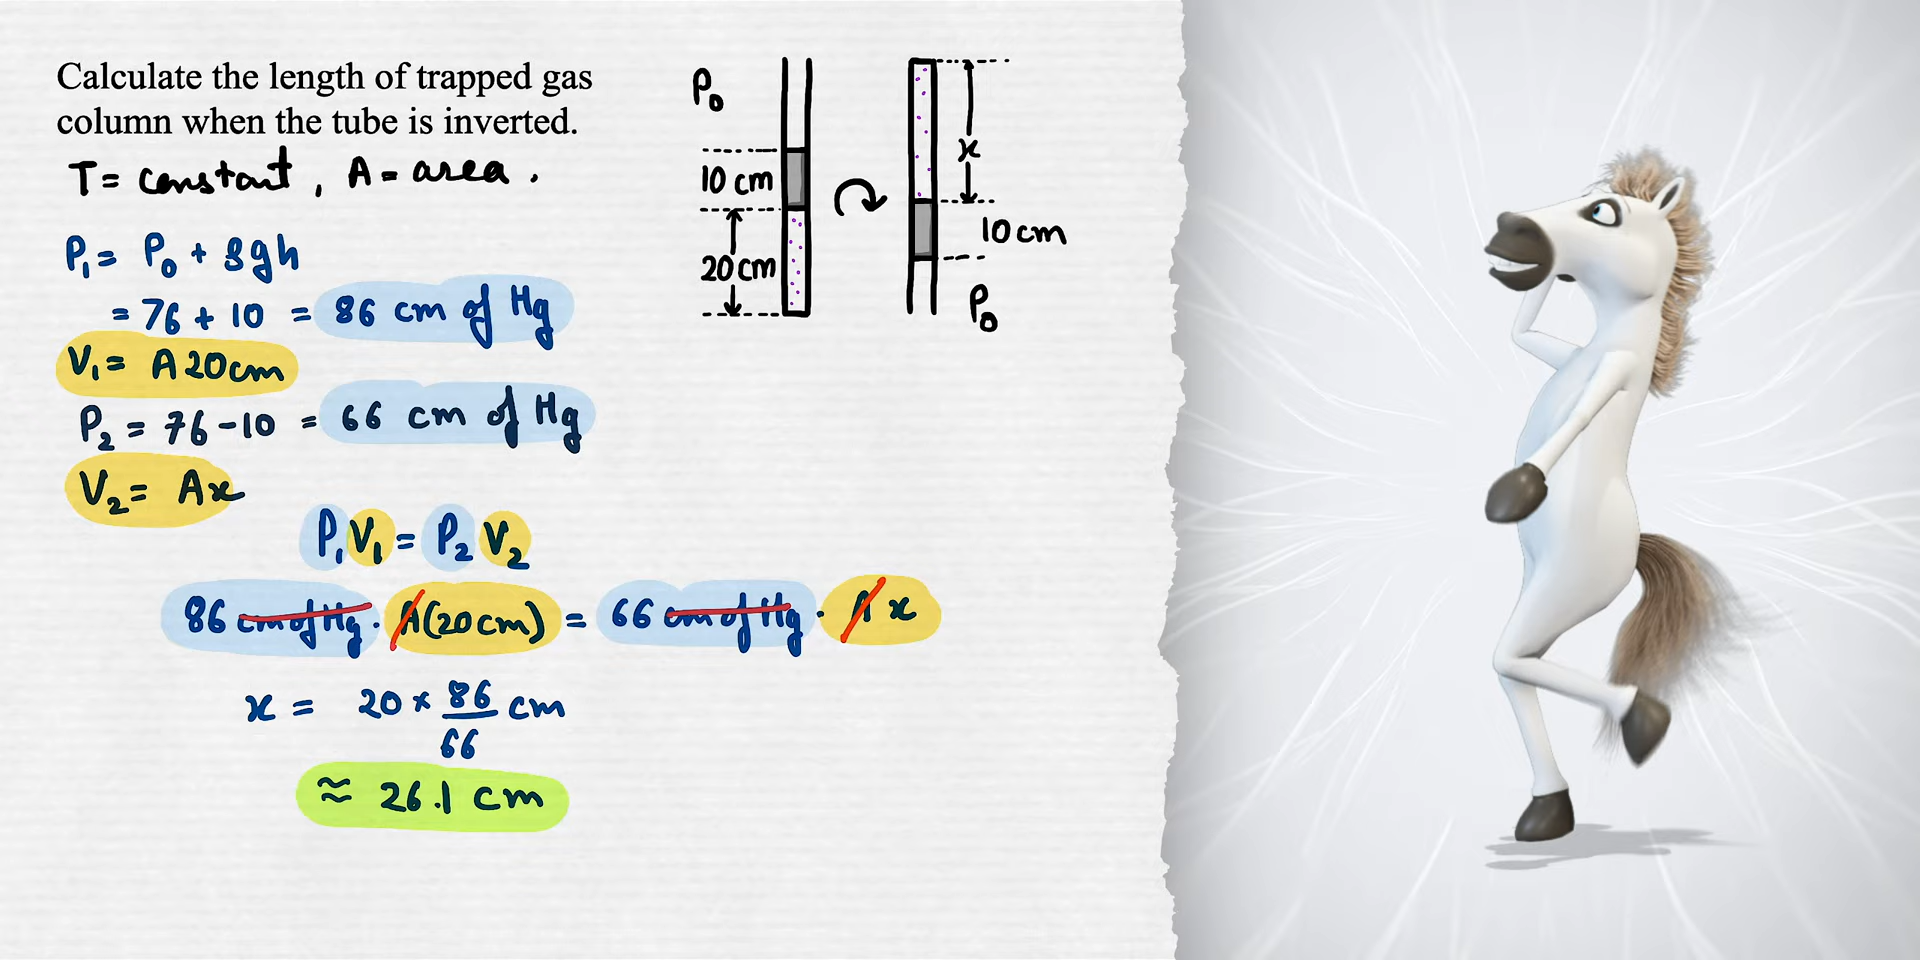 Calculate the length of trapped gas
column when the tube is inverted.
T = constant, A = area.
P₁ = P₀ + ρgh
= 76 + 10 = 86 cm of Hg
V₁ = A 20cm
P₂ = 76 - 10 = 66 cm of Hg
V₂ = Ax
P₁V₁ = P₂V₂
86 cm of Hg · A(20cm) = 66 cm of Hg · A x
x = 20 × 86/66 cm
≈ 26.1 cm
P₀
10 cm
20 cm
x
10 cm
P₀